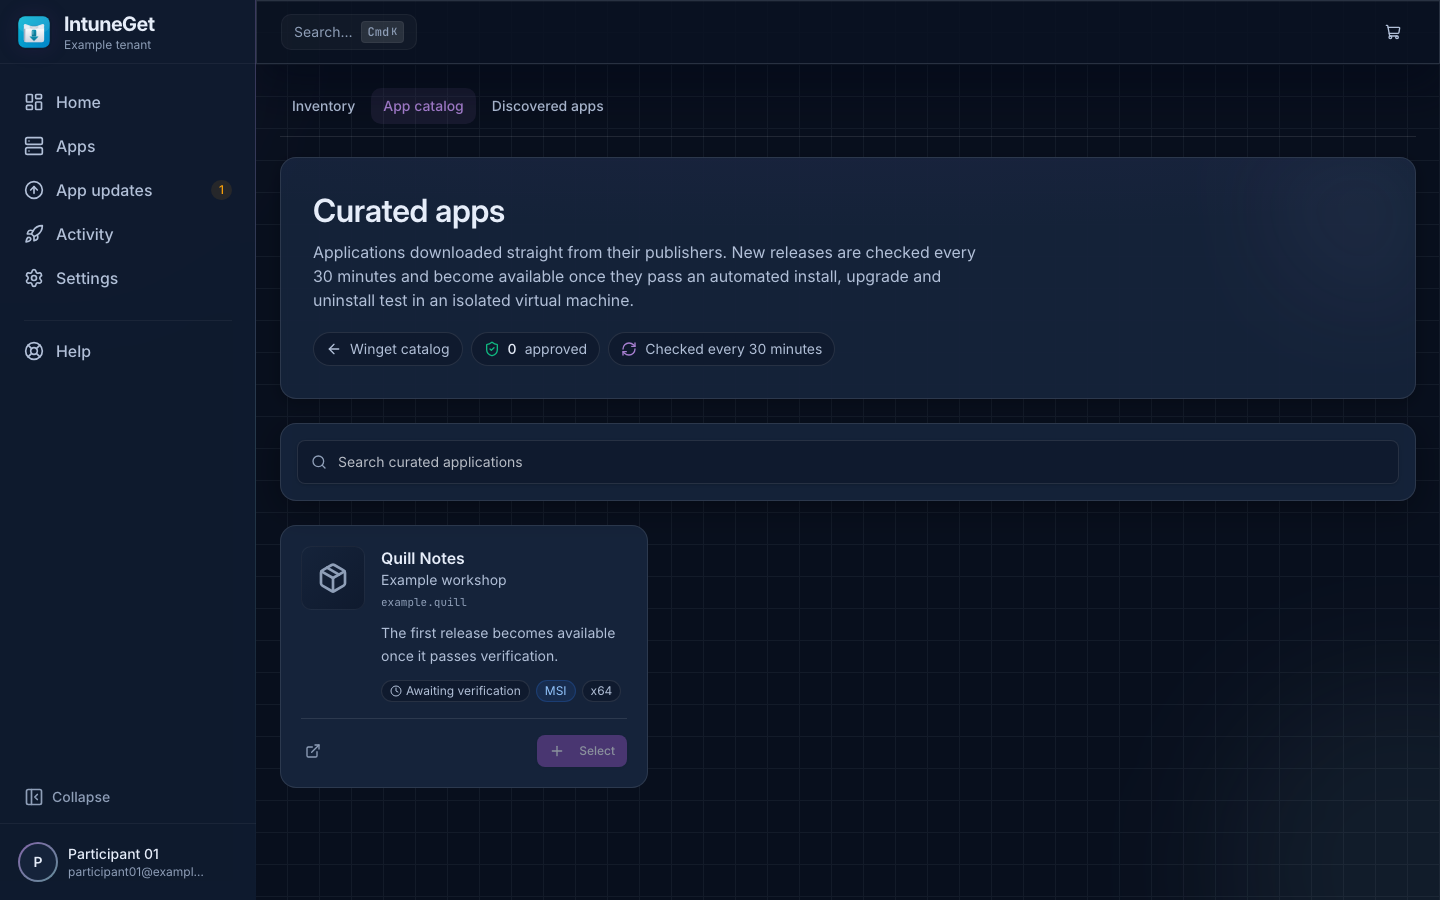 IntuneGet
Example tenant
Search...
Cmd K
Home
Apps
App updates
1
Activity
Settings
Help
Collapse
P
Participant 01
participant01@exampl...
Inventory
App catalog
Discovered apps
Curated apps
Applications downloaded straight from their publishers. New releases are checked every
30 minutes and become available once they pass an automated install, upgrade and
uninstall test in an isolated virtual machine.
Winget catalog
0 approved
Checked every 30 minutes
Search curated applications
Quill Notes
Example workshop
example.quill
The first release becomes available
once it passes verification.
Awaiting verification
MSI
x64
Select